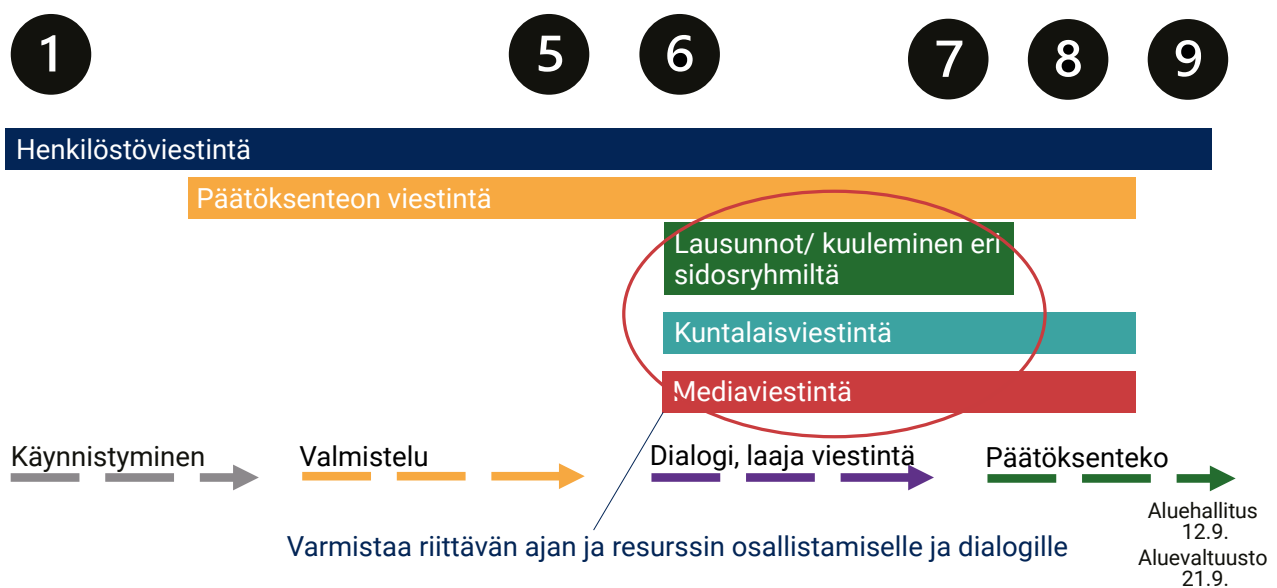 1 5 6 7 8 9
Henkilöstöviestintä
Päätöksenteon viestintä
Lausunnot/ kuuleminen eri
sidosryhmiltä
Kuntalaisviestintä
Mediaviestintä
Käynnistyminen
Valmistelu
Dialogi, laaja viestintä
Päätöksenteko
Aluehallitus
12.9.
Aluevaltuusto
21.9.
Varmistaa riittävän ajan ja resurssin osallistamiselle ja dialogille